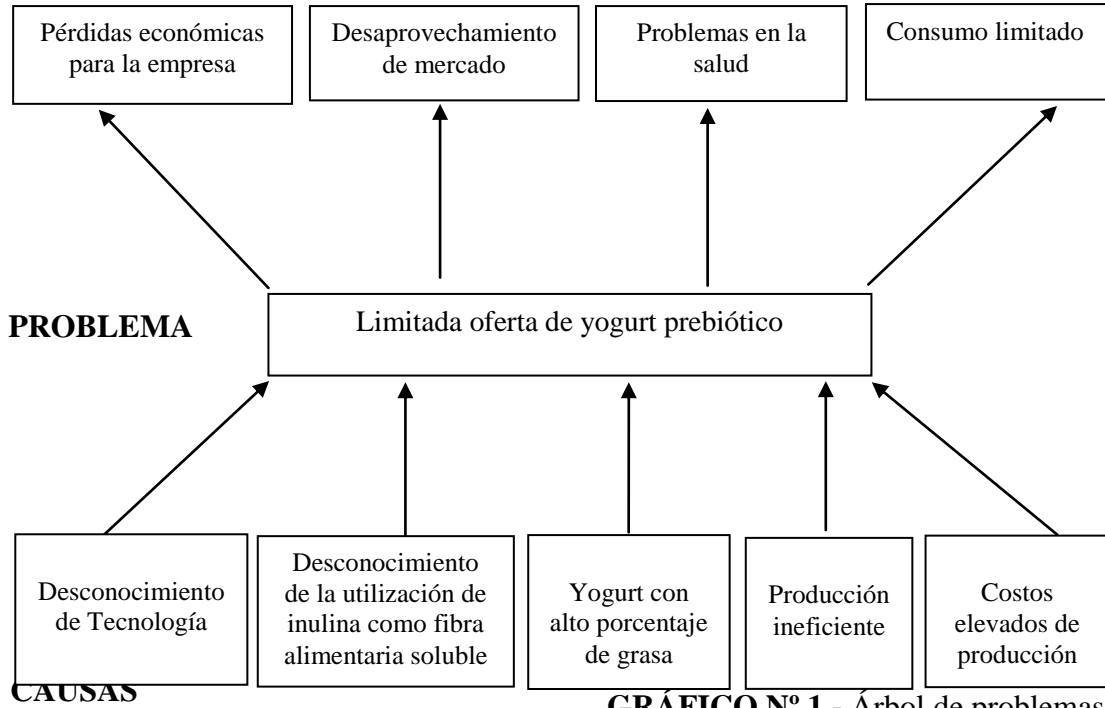 Pérdidas económicas
para la empresa
Desaprovechamiento
de mercado
Problemas en la
salud
Consumo limitado
PROBLEMA
Limitada oferta de yogurt prebiótico
Desconocimiento
de Tecnología
Desconocimiento
de la utilización de
inulina como fibra
alimentaria soluble
Yogurt con
alto porcentaje
de grasa
Producción
ineficiente
Costos
elevados de
producción
CAUSAS
GRÁFICO Nº 1.- Árbol de problemas